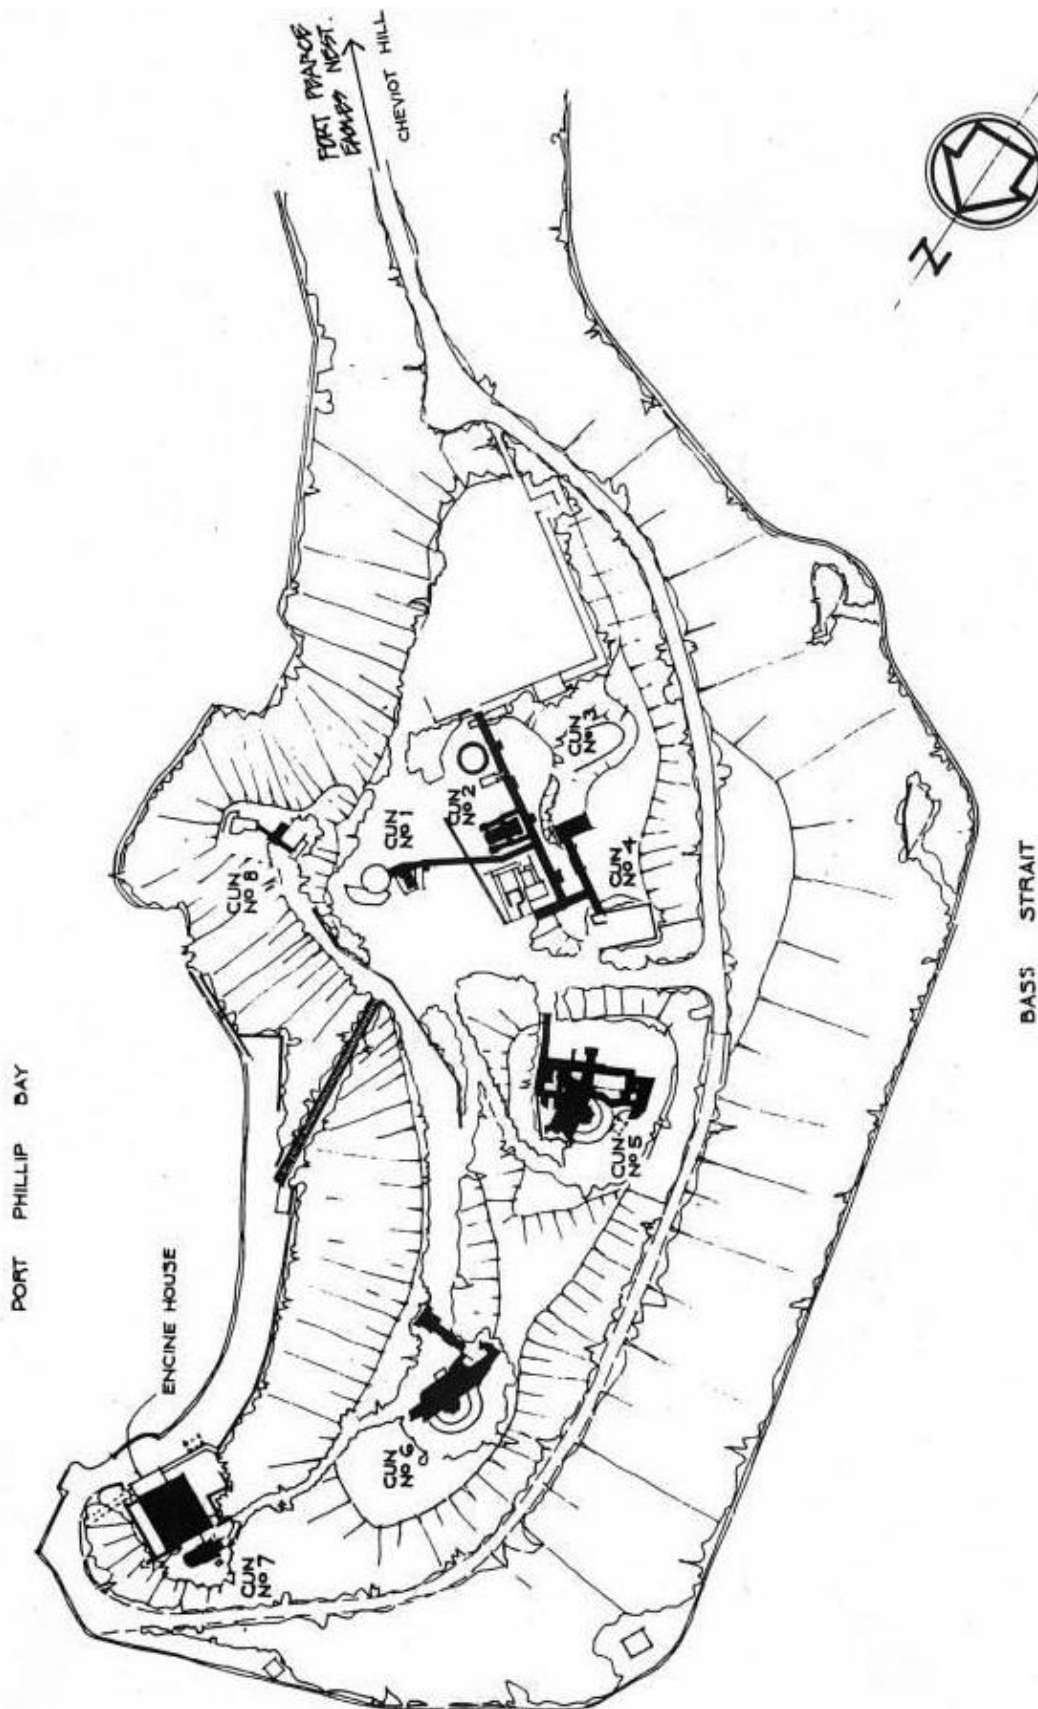 FORT PEARCE
EAGLES NEST.
CHEVIOT HILL
N
GUN
Nº 3
GUN
Nº 2
GUN
Nº 1
GUN
Nº 4
GUN
Nº 8
BASS STRAIT
PORT PHILLIP BAY
GUN
Nº 5
ENGINE HOUSE
GUN
Nº 6
GUN
Nº 7